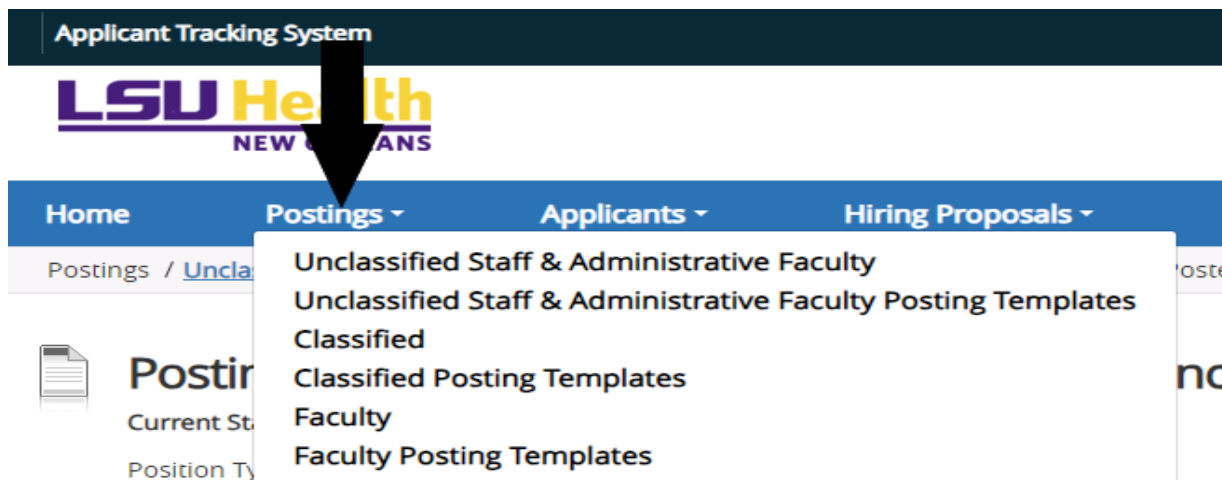 Applicant Tracking System
LSU Health
NEW ANS
Home Postings Applicants Hiring Proposals
Unclassified Staff & Administrative Faculty
Postings / Uncla
Unclassified Staff & Administrative Faculty Posting Templates
Classified
Classified Posting Templates
Faculty
Faculty Posting Templates
Postin
Current Sta
Position Ty